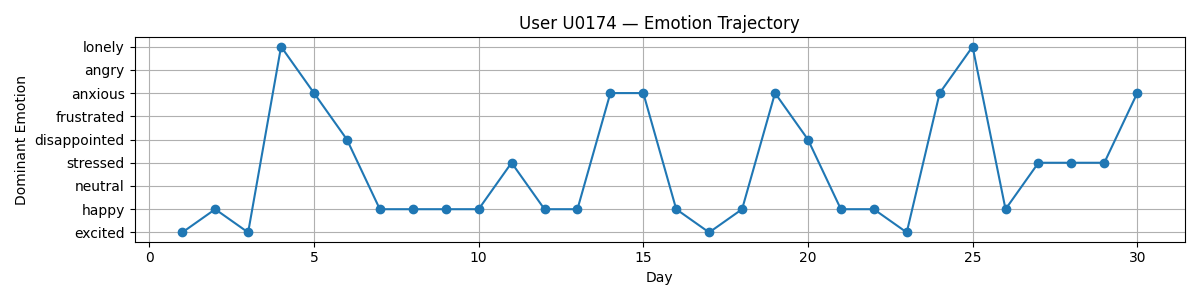 User U0174 — Emotion Trajectory
Dominant Emotion
lonely
angry
anxious
frustrated
disappointed
stressed
neutral
happy
excited
0 5 10 15 20 25 30
Day